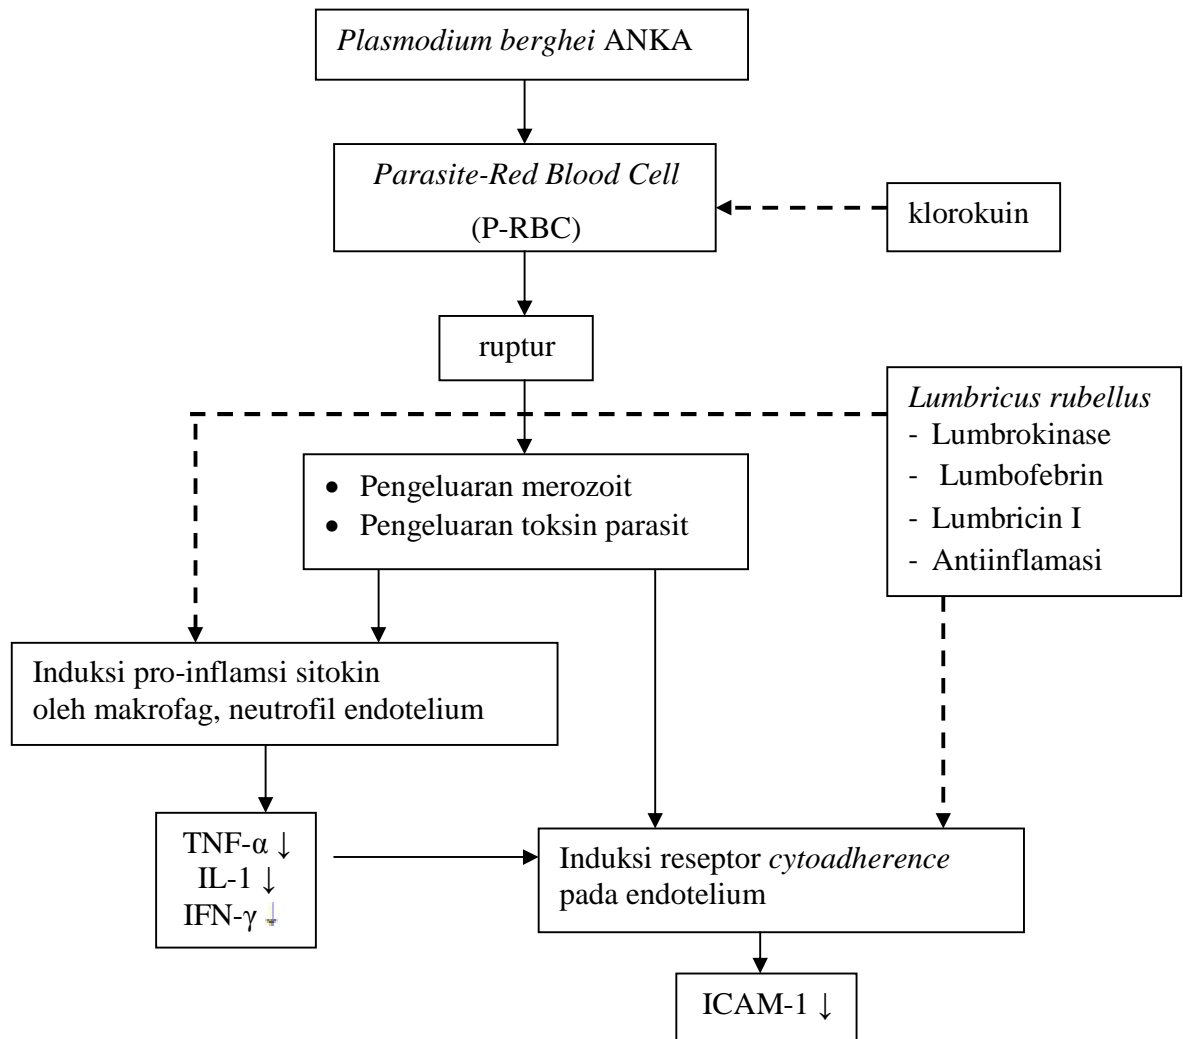 Plasmodium berghei ANKA
Parasite-Red Blood Cell
(P-RBC)
klorokuin
ruptur
Lumbricus rubellus
- Lumbrokinase
- Lumbofebrin
- Lumbricin I
- Antiinflamasi
• Pengeluaran merozoit
• Pengeluaran toksin parasit
Induksi pro-inflamsi sitokin
oleh makrofag, neutrofil endotelium
TNF-α ↓
IL-1 ↓
IFN-γ ↓
Induksi reseptor cytoadherence
pada endotelium
ICAM-1 ↓